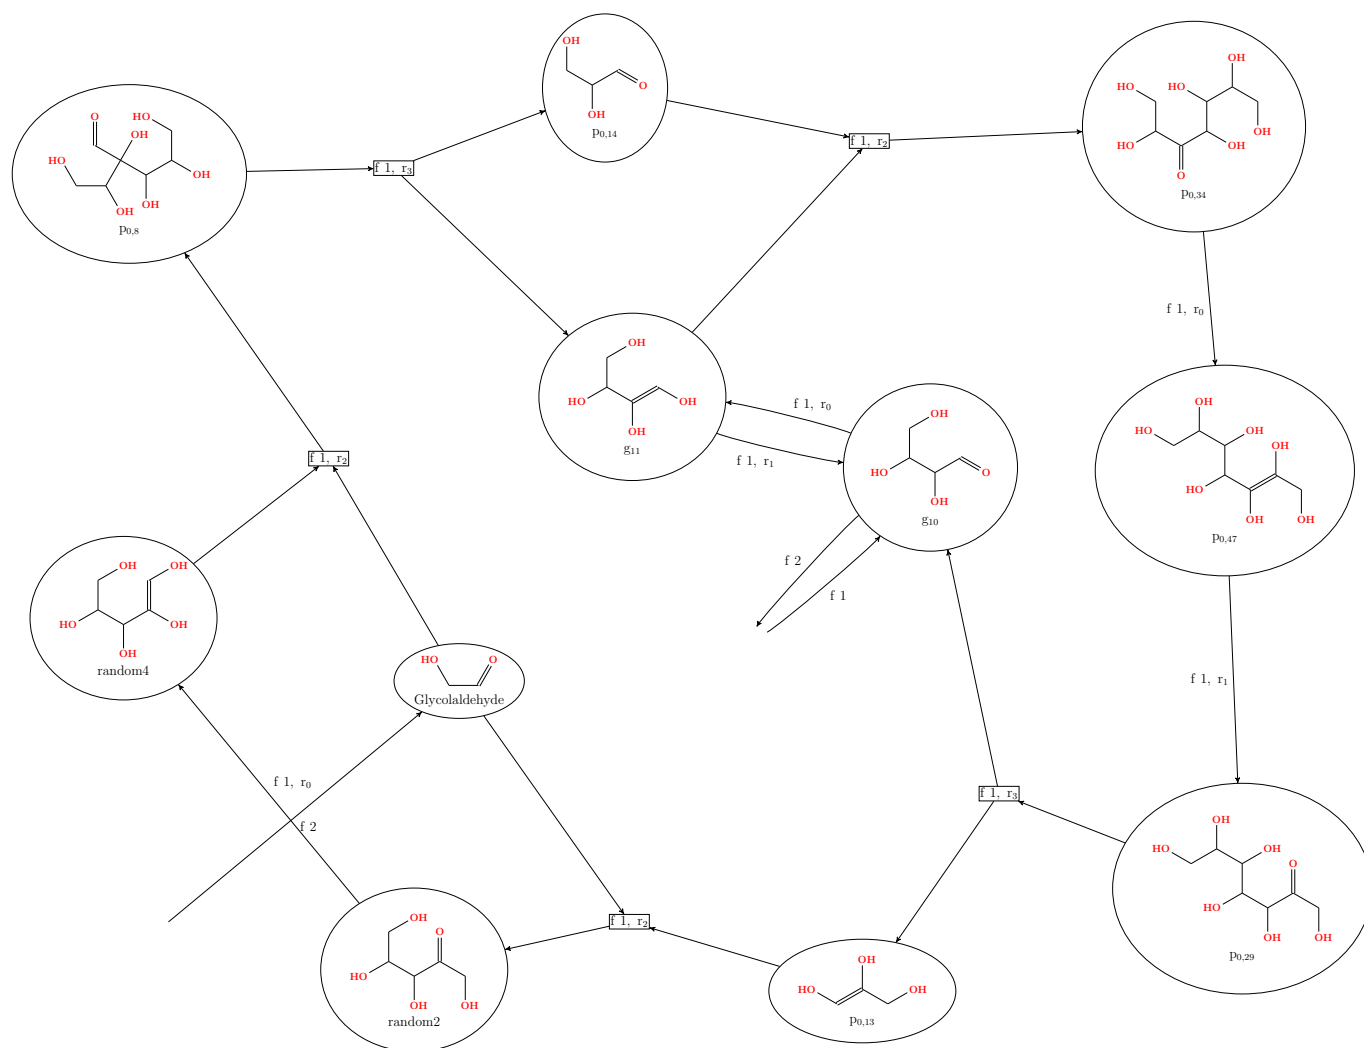 OH
O
OH
p₀,₁₄
OH
HO
HO
OH
OH
OH
O
p₀,₃₄
O
HO
OH
HO
OH
OH
OH
p₀,₈
f 1, r₃
f 1, r₂
f 1, r₀
OH
HO
OH
OH
g₁₁
f 1, r₀
f 1, r₁
OH
HO
O
OH
g₁₀
f 2
f 1
OH
HO
OH
OH
HO
OH
OH
p₀,₄₇
f 1, r₂
OH
OH
HO
OH
OH
random4
HO
O
Glycolaldehyde
f 1, r₁
f 1, r₀
f 2
f 1, r₃
OH
HO
OH
O
HO
OH
OH
p₀,₂₉
f 1, r₂
OH
O
HO
OH
OH
random2
OH
HO
OH
p₀,₁₃